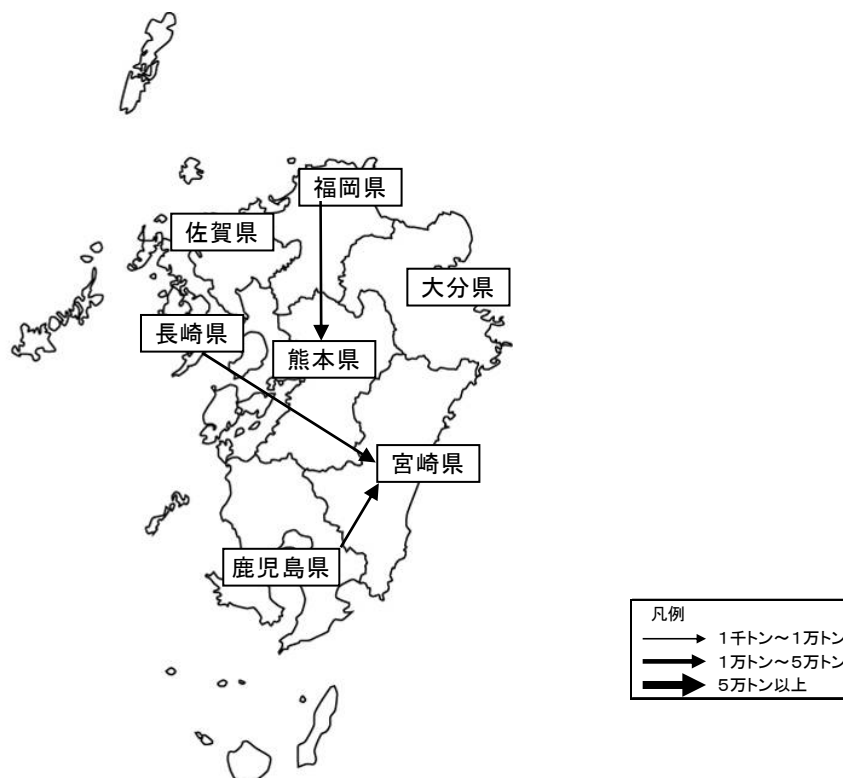 福岡県
佐賀県
大分県
長崎県
熊本県
宮崎県
鹿児島県
凡例
１千トン～１万トン
１万トン～５万トン
５万トン以上